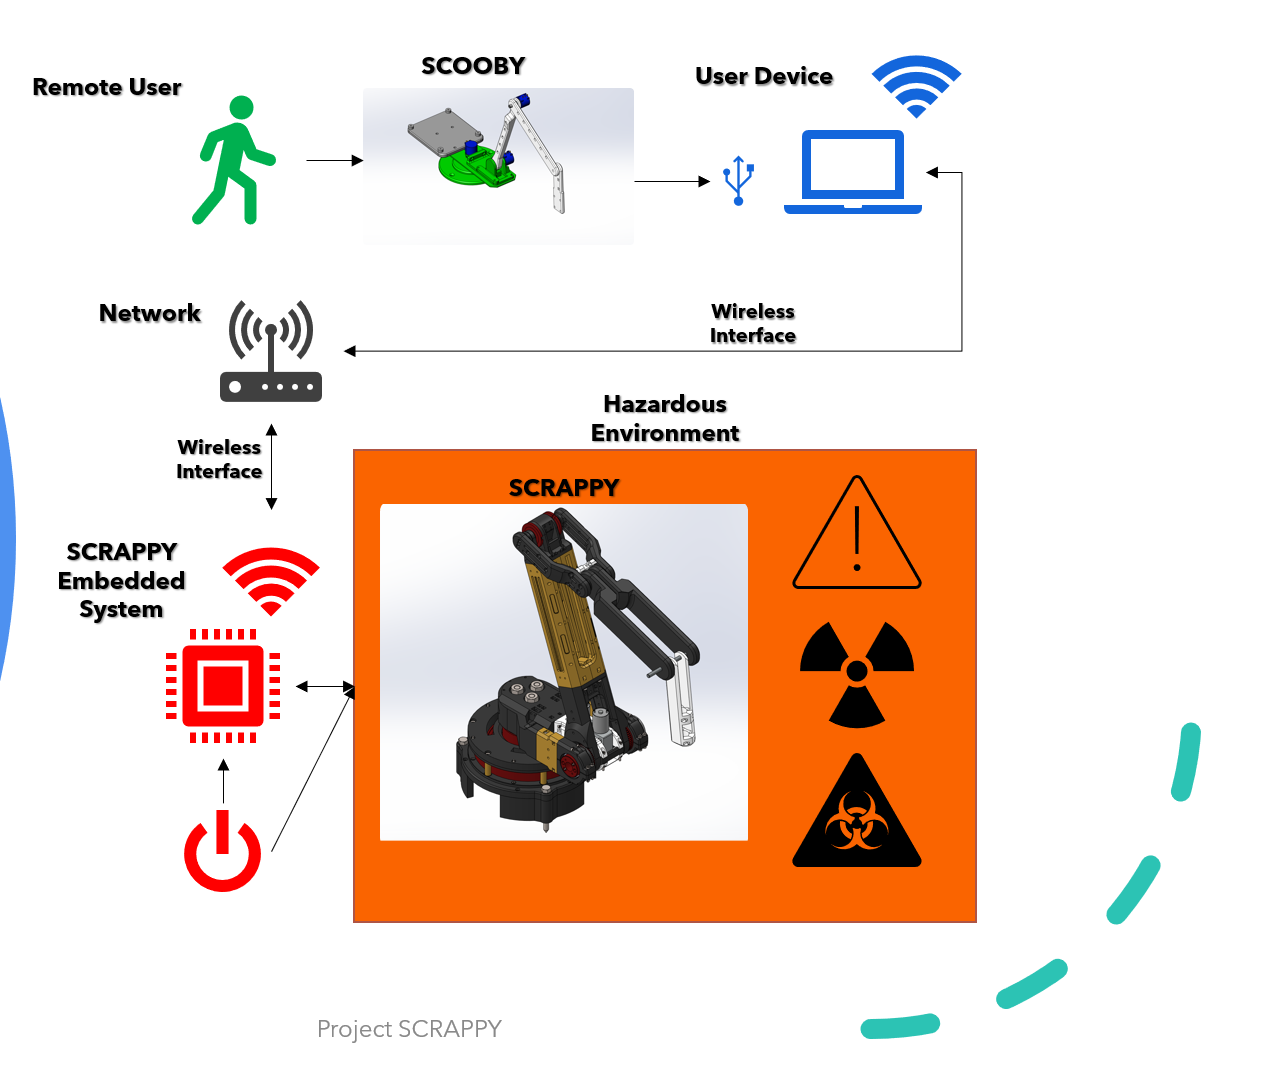 SCOOBY
Remote User
User Device
Network
Wireless
Interface
Hazardous
Environment
Wireless
Interface
SCRAPPY
SCRAPPY
Embedded
System
Project SCRAPPY